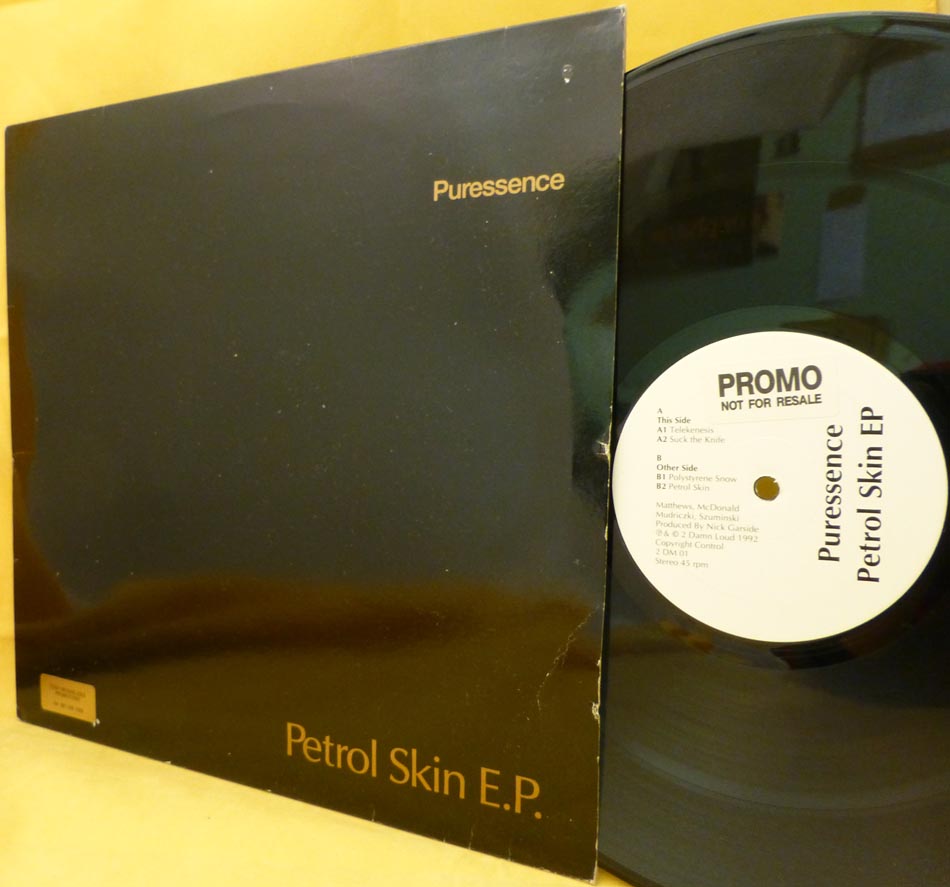 Puressence
Petrol Skin E.P.
PROMO
NOT FOR RESALE
A
This Side
A1 Telekenesis
A2 Suck the Knife
B
Other Side
B1 Polystyrene Snow
B2 Petrol Skin
Matthews, McDonald
Mudriczki, Szuminski
Produced By Nick Garside
℗ & © 2 Damn Loud 1992
Copyright Control
2 DM 01
Stereo 45 rpm
Puressence
Petrol Skin EP